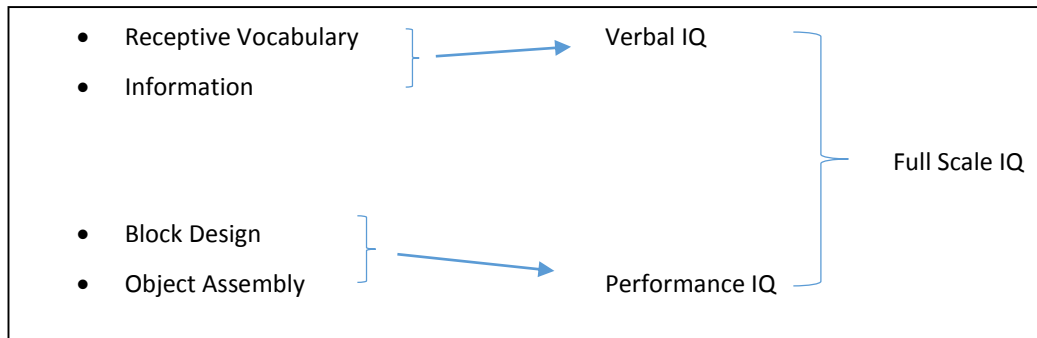 • Receptive Vocabulary
Verbal IQ
• Information
Full Scale IQ
• Block Design
• Object Assembly
Performance IQ